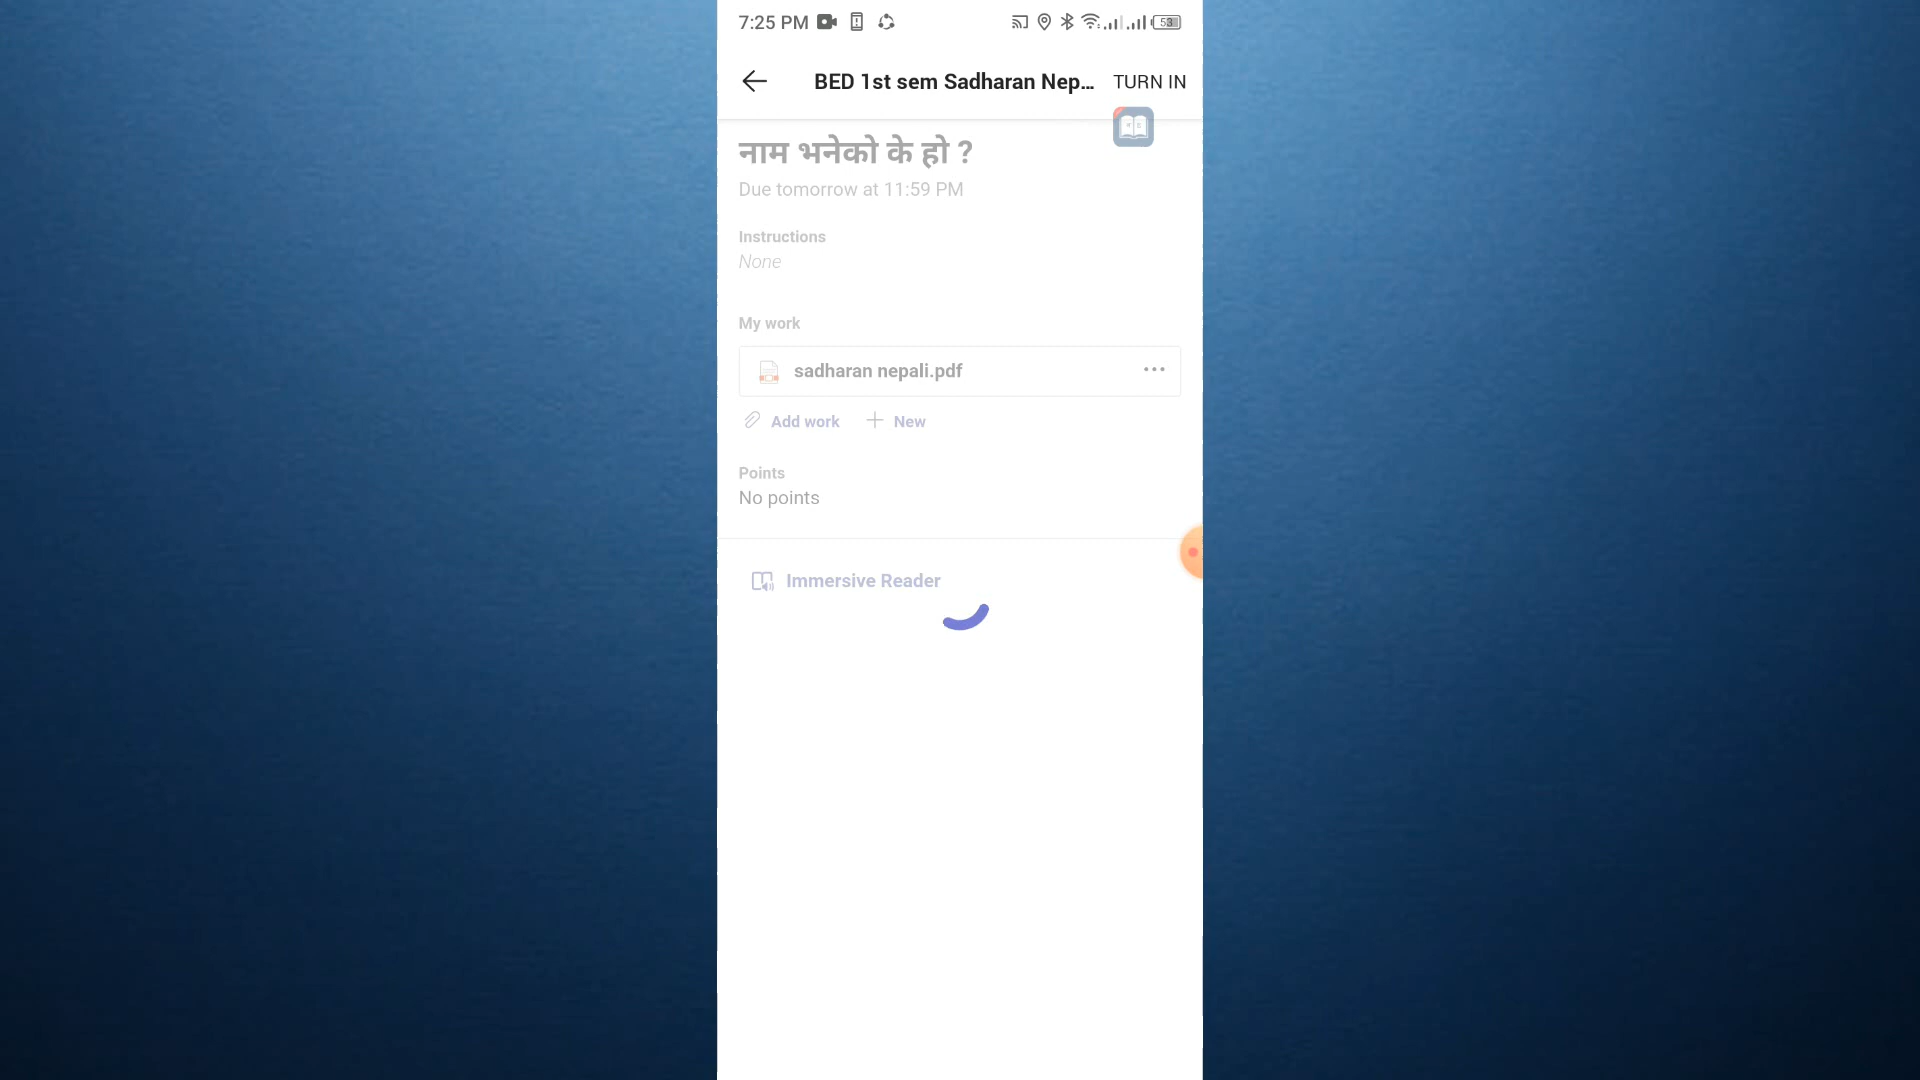 7:25 PM
53
BED 1st sem Sadharan Nep...
TURN IN
नाम भनेको के हो ?
Due tomorrow at 11:59 PM
Instructions
None
My work
sadharan nepali.pdf
Add work
New
Points
No points
Immersive Reader